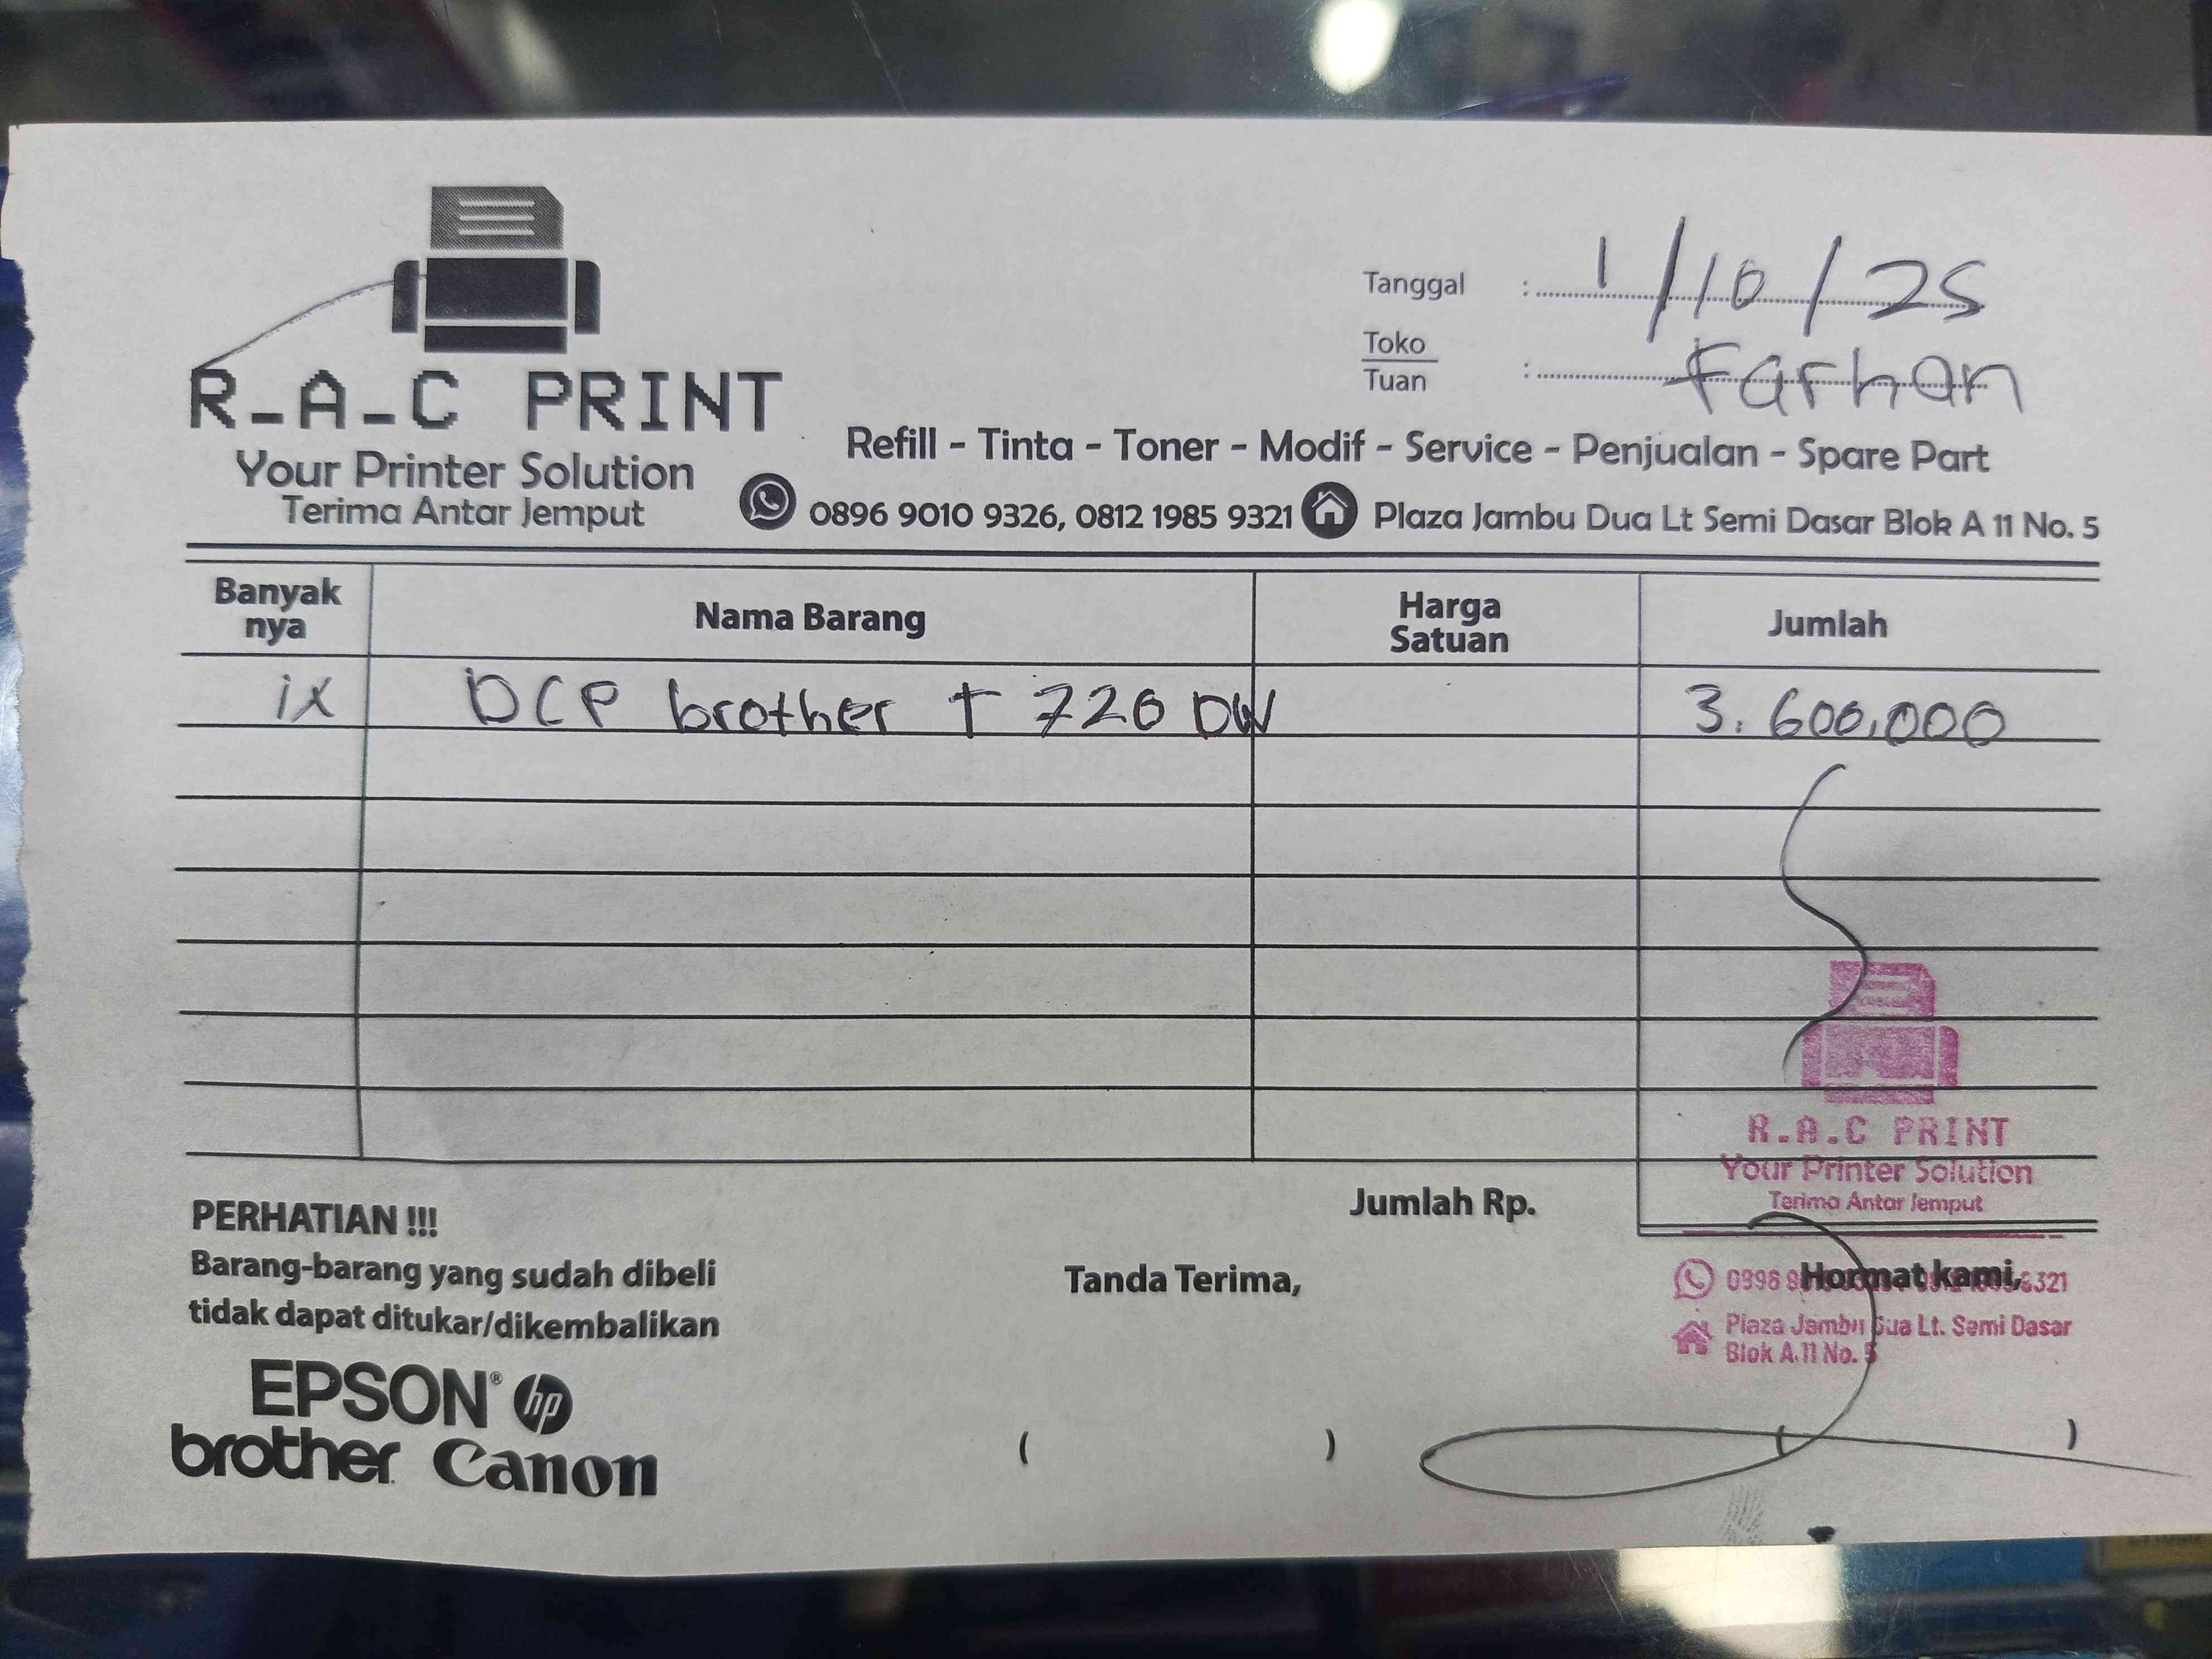 Tanggal : 1/10/25
Toko
Tuan : Farhan
R-A-C PRINT
Your Printer Solution
Terima Antar Jemput
Refill - Tinta - Toner - Modif - Service - Penjualan - Spare Part
0896 9010 9326, 0812 1985 9321 Plaza Jambu Dua Lt Semi Dasar Blok A 11 No. 5
Banyak nya Nama Barang Harga Satuan Jumlah
1x DCP brother T 720 DW 3.600.000
R.A.C PRINT
Your Printer Solution
Terima Antar Jemput
Jumlah Rp.
PERHATIAN !!!
Barang-barang yang sudah dibeli
tidak dapat ditukar/dikembalikan
Tanda Terima,
Hormat kami,
Plaza Jambu Dua Lt. Semi Dasar
Blok A.11 No. 5
EPSON® hp
brother Canon
( ) ( )